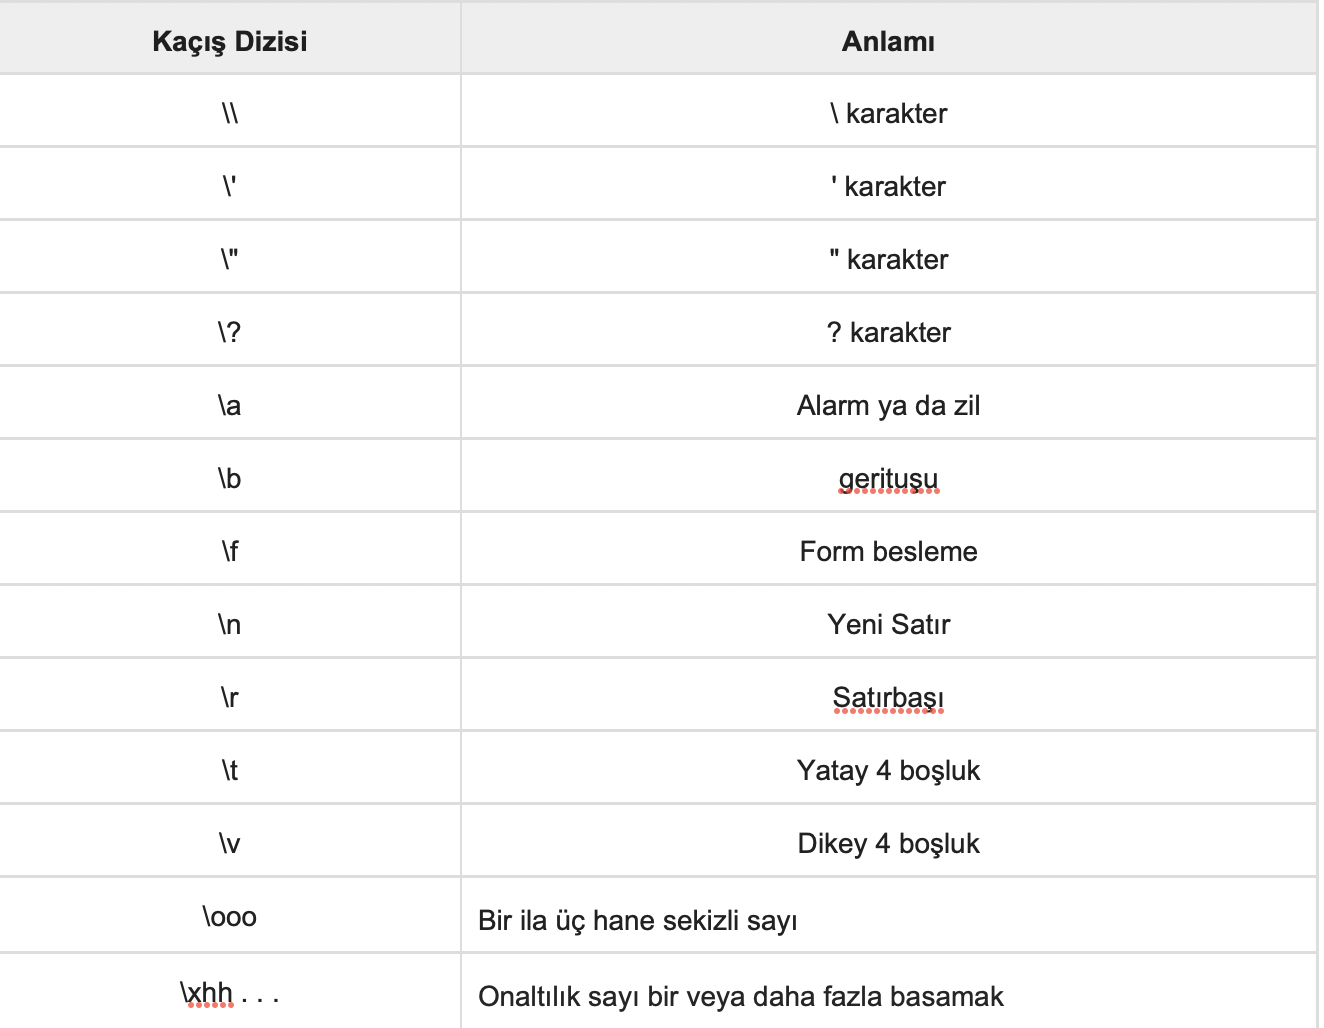 Kaçış Dizisi Anlamı
\\ \ karakter
\' ' karakter
\" " karakter
\? ? karakter
\a Alarm ya da zil
\b gerituşu
\f Form besleme
\n Yeni Satır
\r Satırbaşı
\t Yatay 4 boşluk
\v Dikey 4 boşluk
\ooo Bir ila üç hane sekizli sayı
\xhh . . . Onaltılık sayı bir veya daha fazla basamak